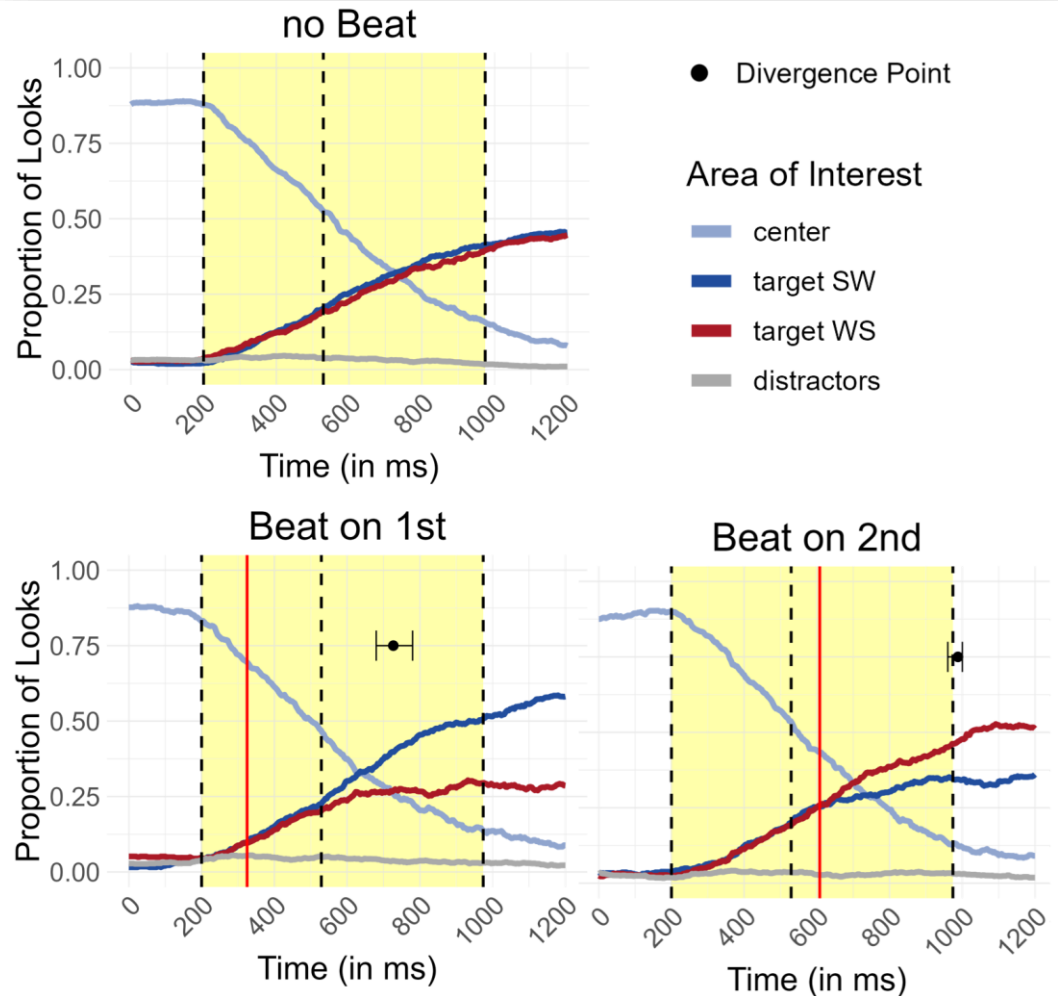 no Beat
Proportion of Looks
1.00
0.75
0.50
0.25
0.00
0
200
400
600
800
1000
1200
Time (in ms)
Divergence Point
Area of Interest
center
target SW
target WS
distractors
Beat on 1st
Proportion of Looks
1.00
0.75
0.50
0.25
0.00
0
200
400
600
800
1000
1200
Time (in ms)
Beat on 2nd
0
200
400
600
800
1000
1200
Time (in ms)